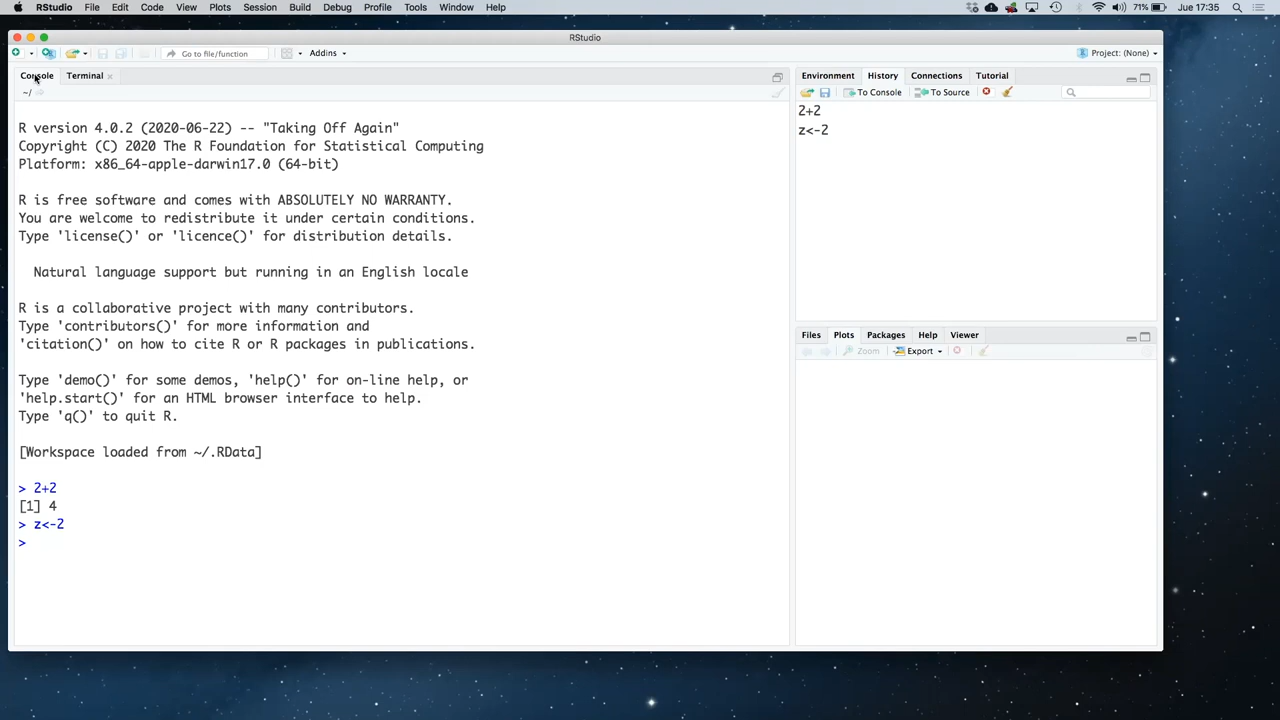 RStudio File Edit Code View Plots Session Build Debug Profile Tools Window Help 71% Jue 17:35
RStudio
Go to file/function Addins Project: (None)
Console Terminal
~/
R version 4.0.2 (2020-06-22) -- "Taking Off Again"
Copyright (C) 2020 The R Foundation for Statistical Computing
Platform: x86_64-apple-darwin17.0 (64-bit)
R is free software and comes with ABSOLUTELY NO WARRANTY.
You are welcome to redistribute it under certain conditions.
Type 'license()' or 'licence()' for distribution details.
Natural language support but running in an English locale
R is a collaborative project with many contributors.
Type 'contributors()' for more information and
'citation()' on how to cite R or R packages in publications.
Type 'demo()' for some demos, 'help()' for on-line help, or
'help.start()' for an HTML browser interface to help.
Type 'q()' to quit R.
[Workspace loaded from ~/.RData]
> 2+2
[1] 4
> z<-2
>
Environment History Connections Tutorial
To Console To Source
2+2
z<-2
Files Plots Packages Help Viewer
Zoom Export